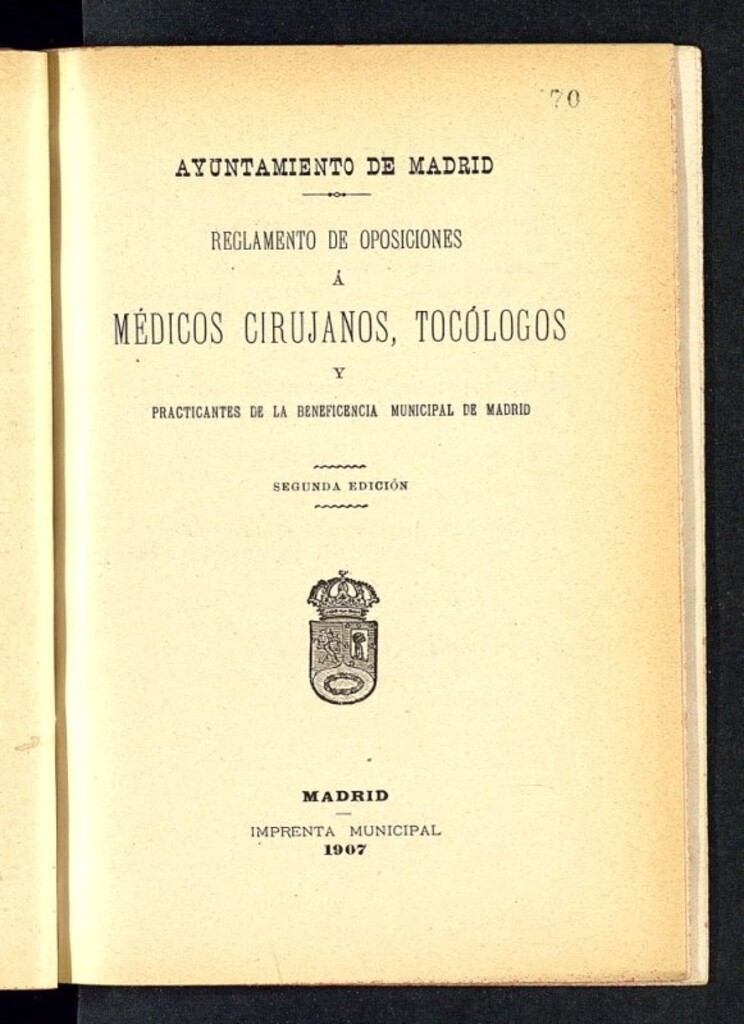 70
AYUNTAMIENTO DE MADRID
REGLAMENTO DE OPOSICIONES
Á
MÉDICOS CIRUJANOS, TOCÓLOGOS
Y
PRACTICANTES DE LA BENEFICENCIA MUNICIPAL DE MADRID
SEGUNDA EDICIÓN
MADRID
IMPRENTA MUNICIPAL
1907